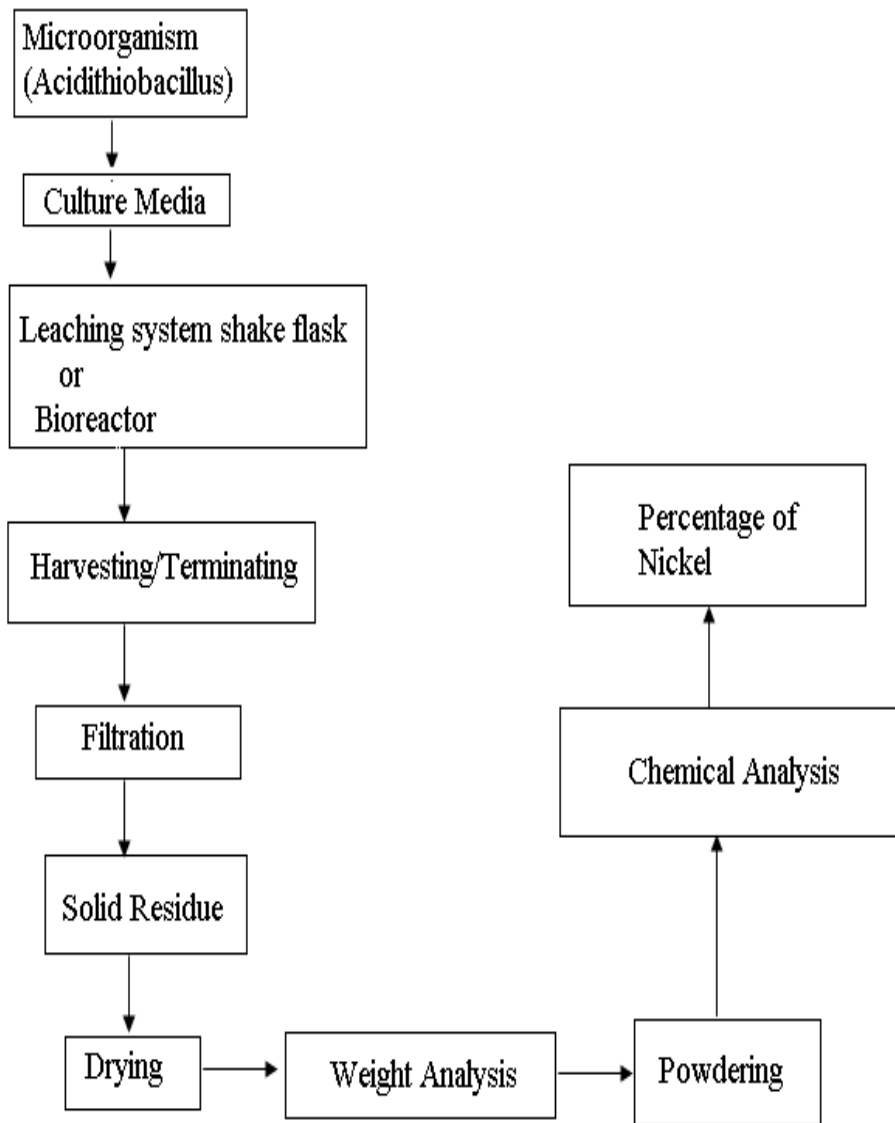 Microorganism
(Acidithiobacillus)
Culture Media
Leaching system shake flask
or
Bioreactor
Harvesting/Terminating
Filtration
Solid Residue
Drying
Weight Analysis
Powdering
Chemical Analysis
Percentage of
Nickel